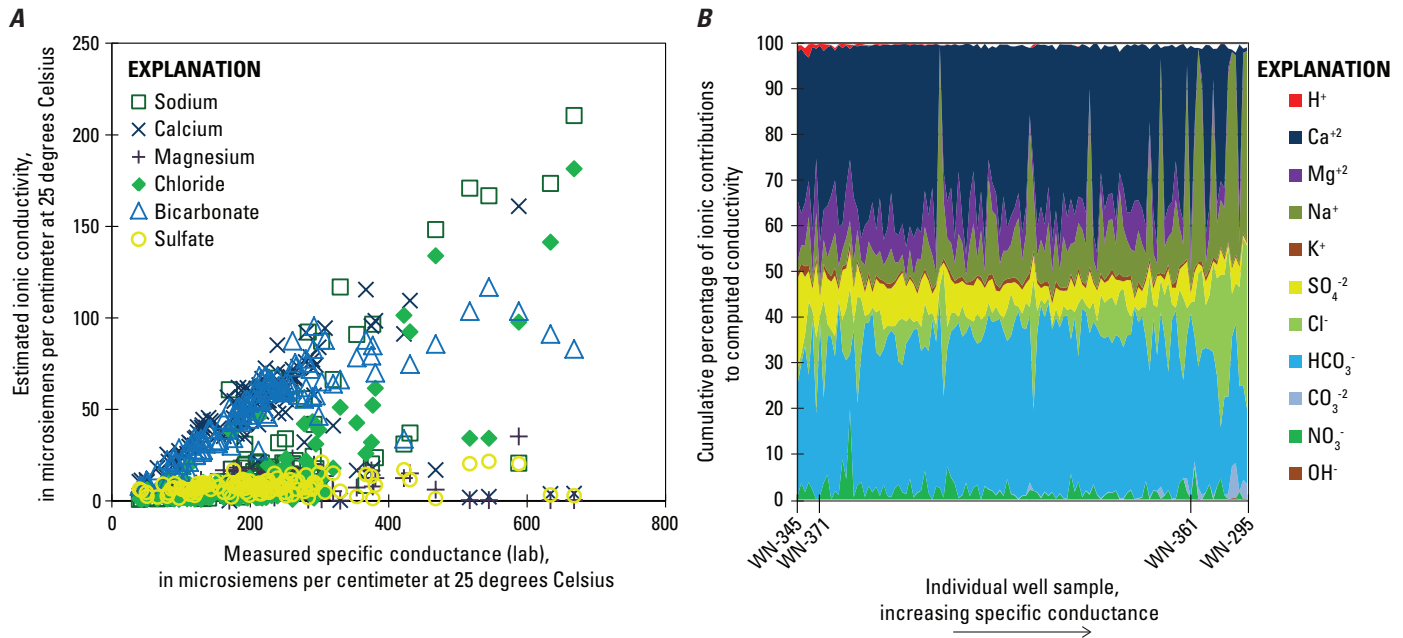 A
Estimated ionic conductivity,
in microsiemens per centimeter at 25 degrees Celsius
250
200
150
100
50
0
EXPLANATION
Sodium
Calcium
Magnesium
Chloride
Bicarbonate
Sulfate
0 200 400 600 800
Measured specific conductance (lab),
in microsiemens per centimeter at 25 degrees Celsius
B
Cumulative percentage of ionic contributions
to computed conductivity
100
90
80
70
60
50
40
30
20
10
0
WN-345
WN-371
WN-361
WN-295
Individual well sample,
increasing specific conductance
EXPLANATION
H⁺
Ca⁺²
Mg⁺²
Na⁺
K⁺
SO₄⁻²
Cl⁻
HCO₃⁻
CO₃⁻²
NO₃⁻
OH⁻